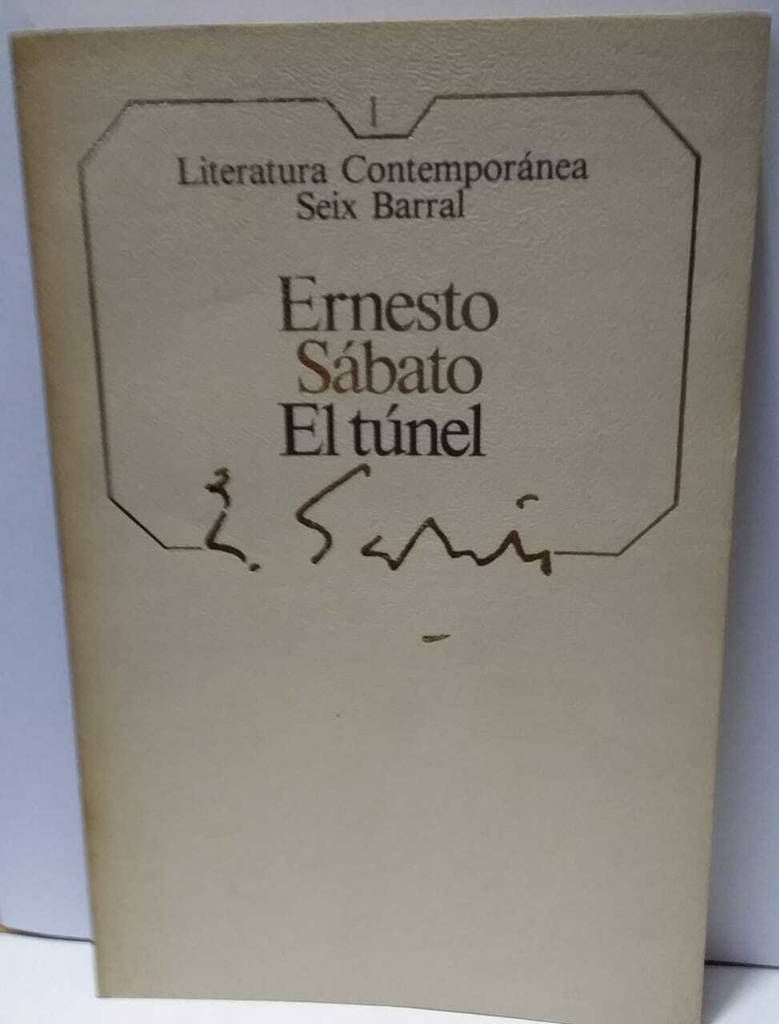 1
Literatura Contemporánea
Seix Barral
Ernesto
Sábato
El túnel